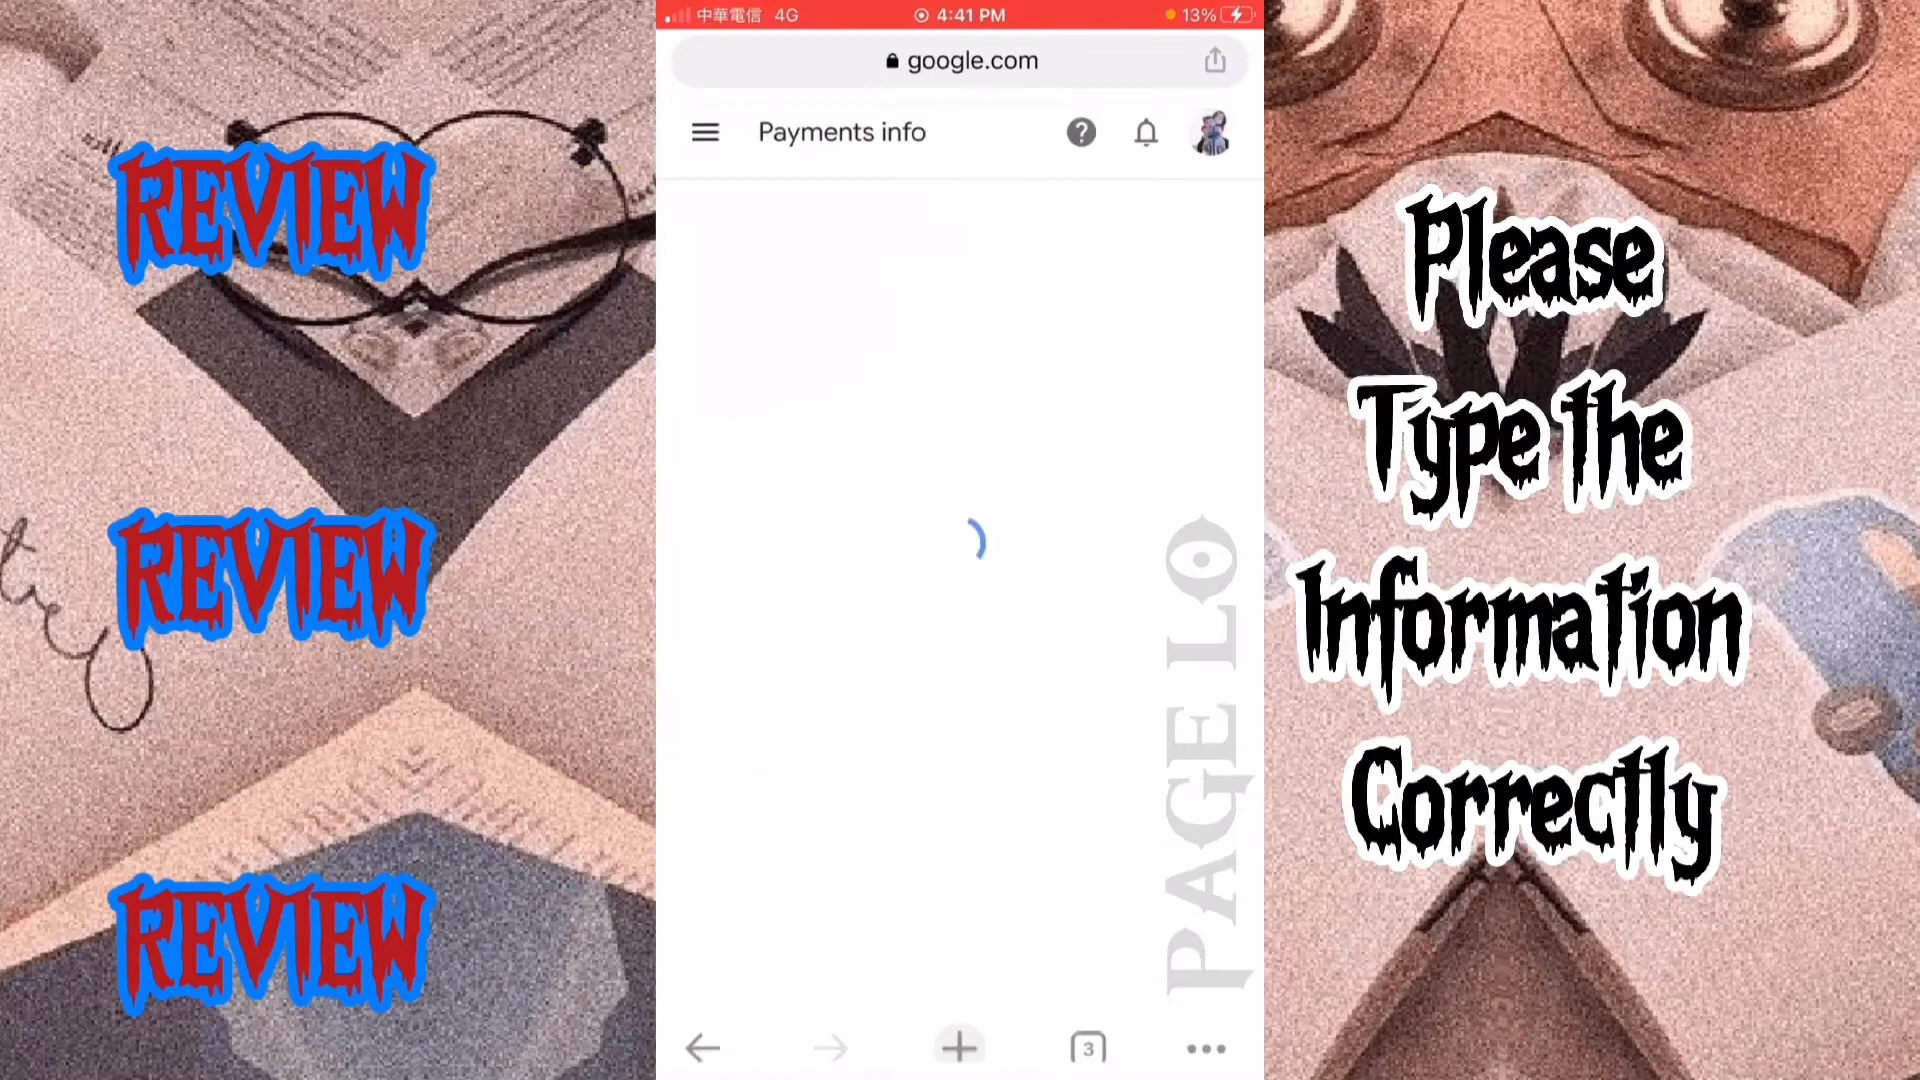 中華電信 4G 4:41 PM 13%
google.com
Payments info
REVIEW
REVIEW
REVIEW
Please
Type the
Information
Correctly
PAGE LO
3